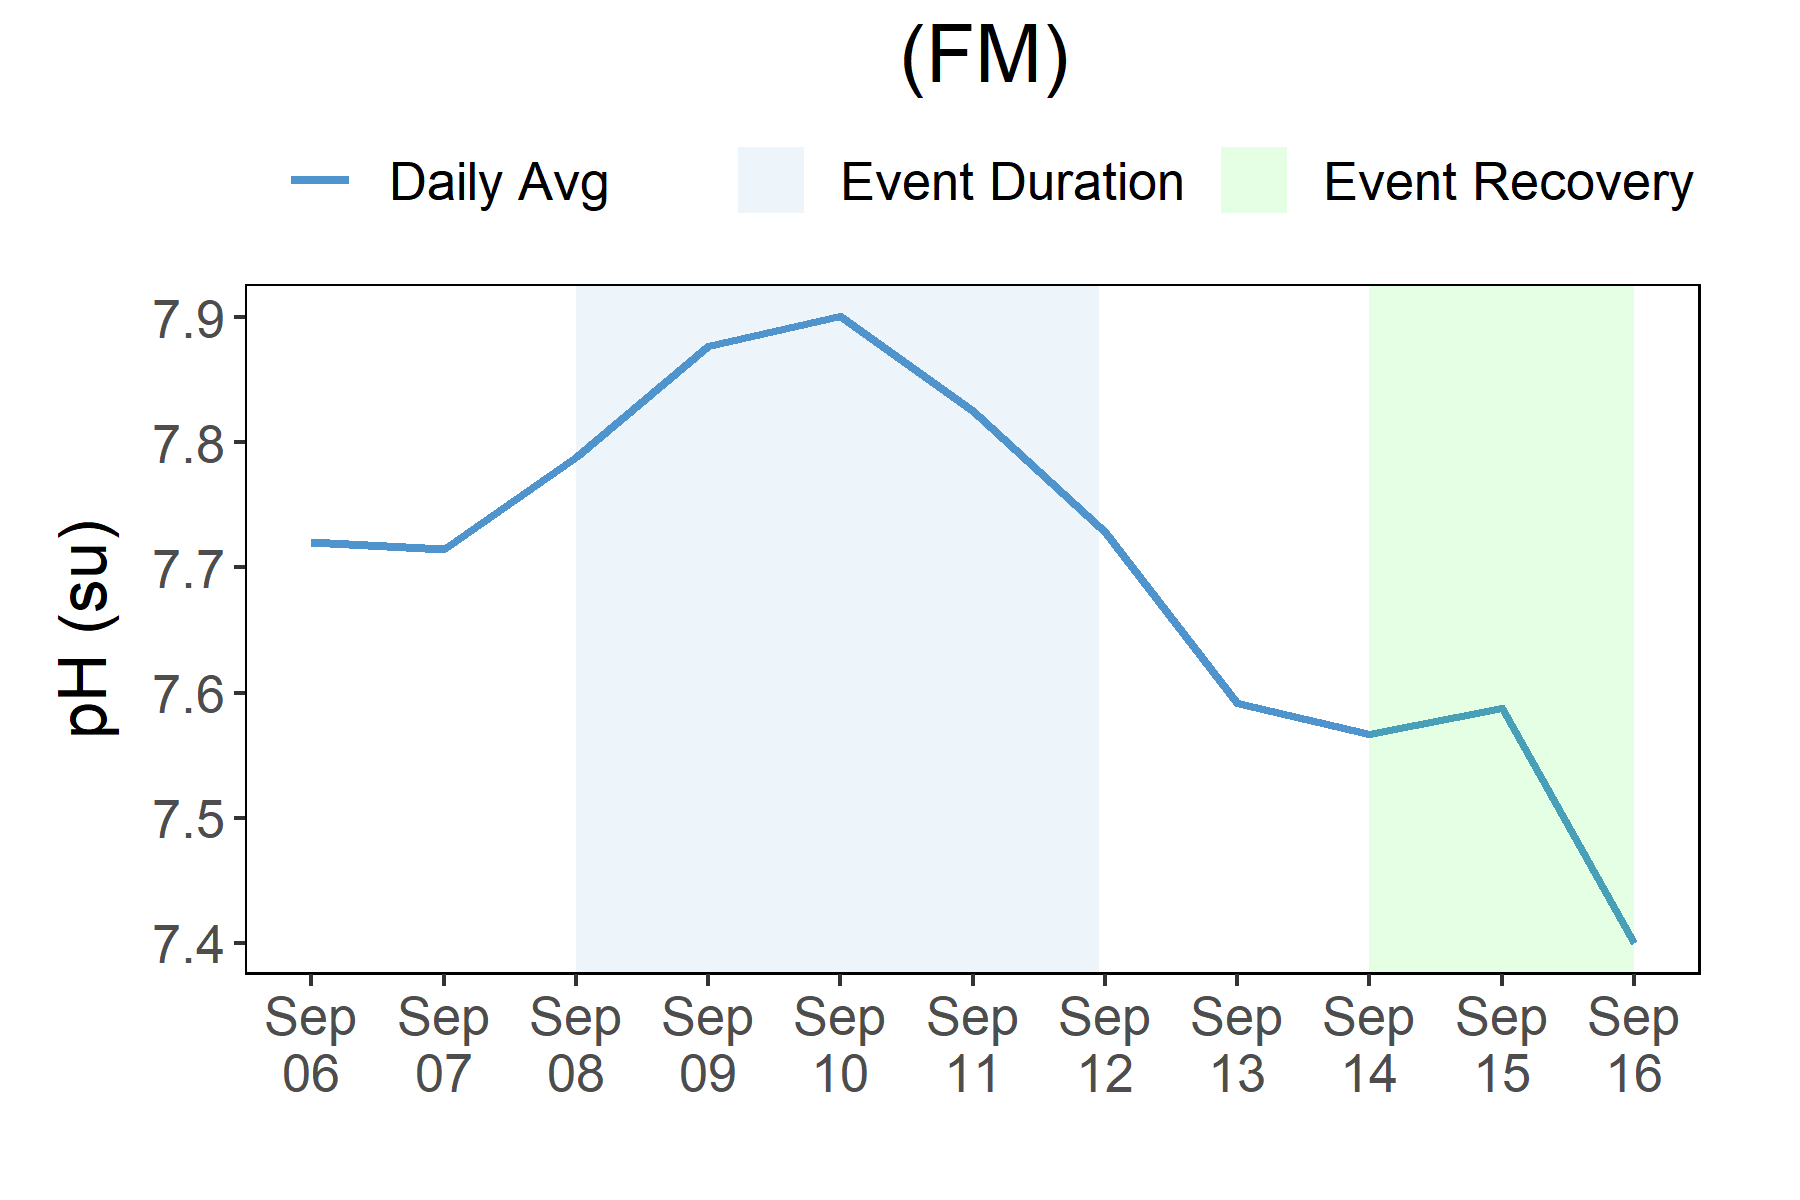 (FM)
Daily Avg Event Duration Event Recovery
pH (su)
7.9
7.8
7.7
7.6
7.5
7.4
Sep Sep Sep Sep Sep Sep Sep Sep Sep Sep Sep
06 07 08 09 10 11 12 13 14 15 16